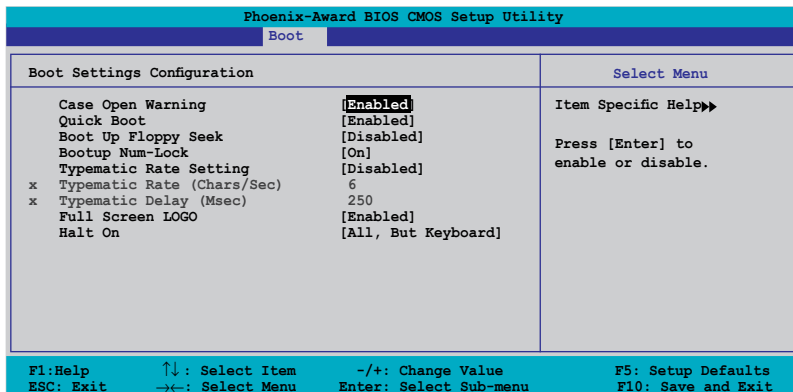 Phoenix-Award BIOS CMOS Setup Utility
Boot
Boot Settings Configuration
Select Menu
Case Open Warning [Enabled]
Quick Boot [Enabled]
Boot Up Floppy Seek [Disabled]
Bootup Num-Lock [On]
Typematic Rate Setting [Disabled]
x Typematic Rate (Chars/Sec) 6
x Typematic Delay (Msec) 250
Full Screen LOGO [Enabled]
Halt On [All, But Keyboard]
Item Specific Help▶▶
Press [Enter] to
enable or disable.
F1:Help ↑↓ : Select Item -/+: Change Value F5: Setup Defaults
ESC: Exit →←: Select Menu Enter: Select Sub-menu F10: Save and Exit